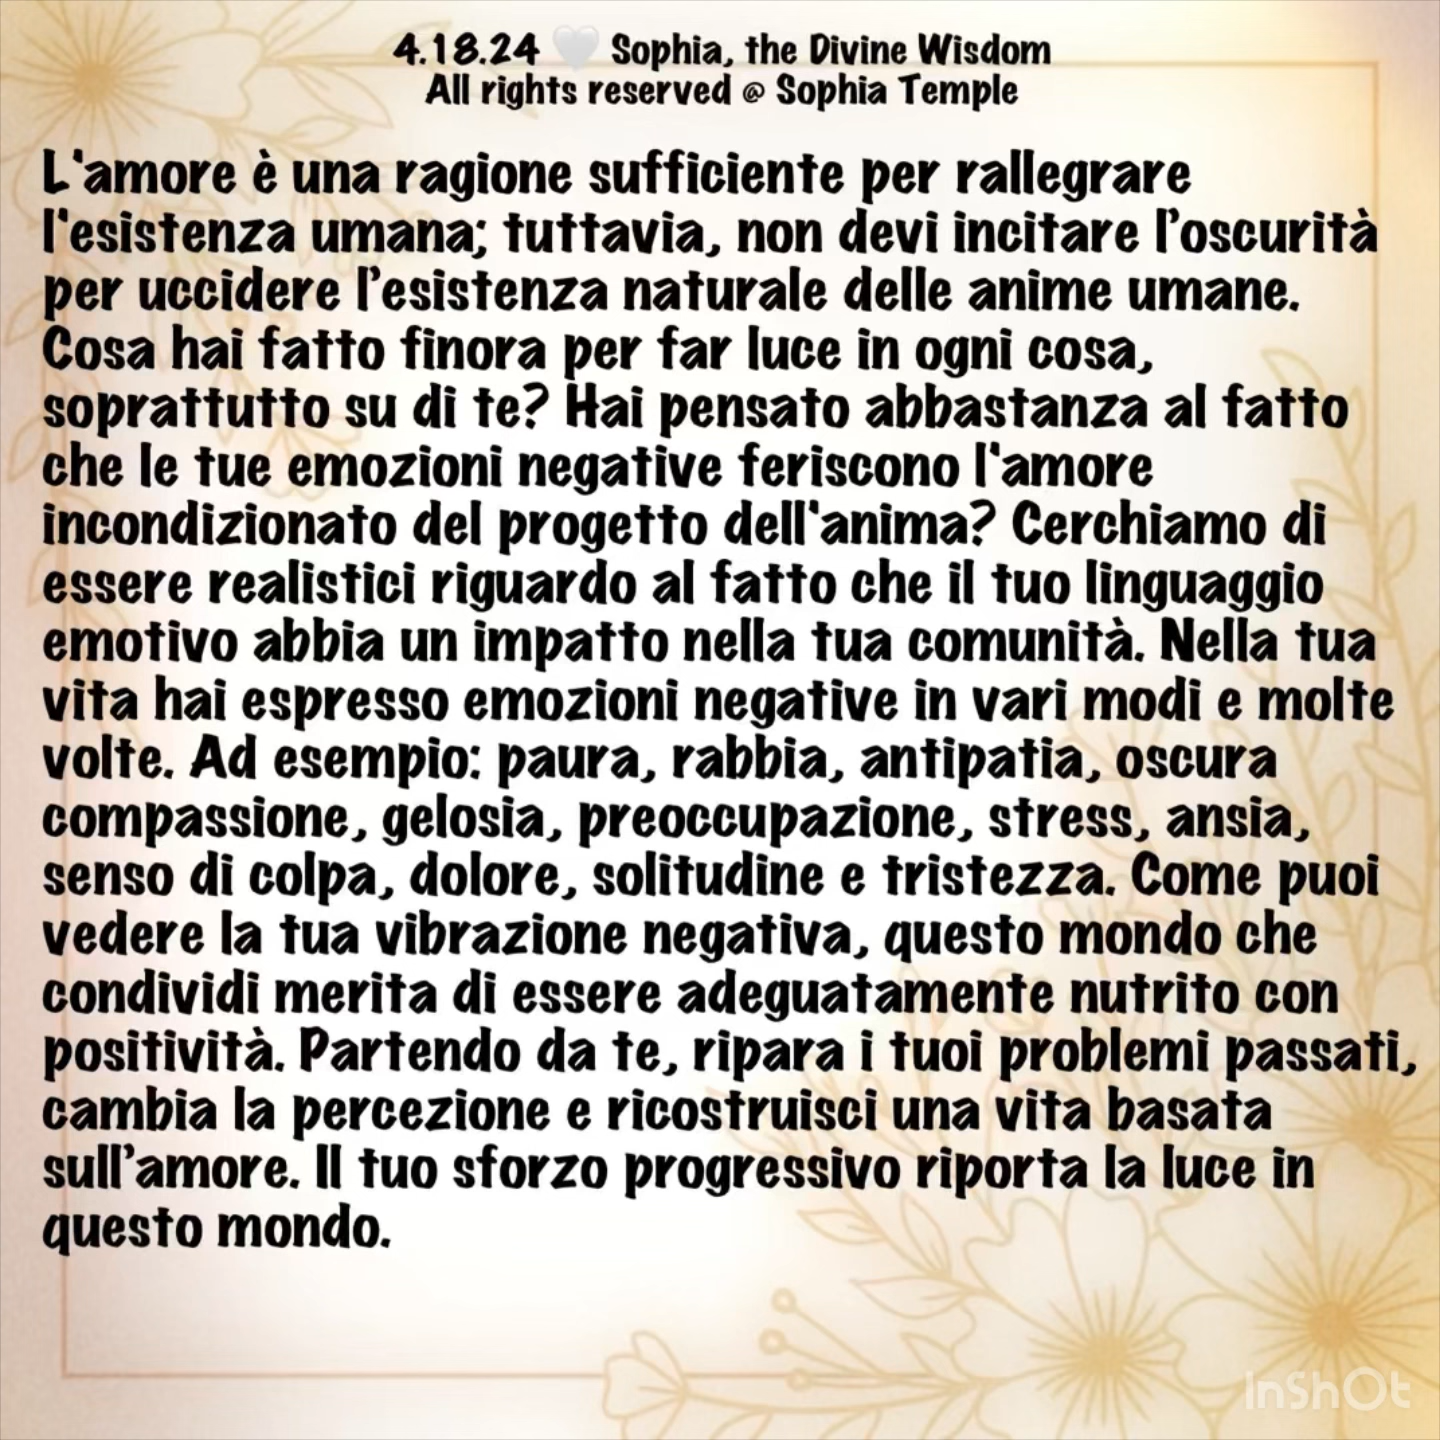 4.18.24 🤍 Sophia, the Divine Wisdom
All rights reserved @ Sophia Temple
L'amore è una ragione sufficiente per rallegrare
l'esistenza umana; tuttavia, non devi incitare l’oscurità
per uccidere l’esistenza naturale delle anime umane.
Cosa hai fatto finora per far luce in ogni cosa,
soprattutto su di te? Hai pensato abbastanza al fatto
che le tue emozioni negative feriscono l'amore
incondizionato del progetto dell'anima? Cerchiamo di
essere realistici riguardo al fatto che il tuo linguaggio
emotivo abbia un impatto nella tua comunità. Nella tua
vita hai espresso emozioni negative in vari modi e molte
volte. Ad esempio: paura, rabbia, antipatia, oscura
compassione, gelosia, preoccupazione, stress, ansia,
senso di colpa, dolore, solitudine e tristezza. Come puoi
vedere la tua vibrazione negativa, questo mondo che
condividi merita di essere adeguatamente nutrito con
positività. Partendo da te, ripara i tuoi problemi passati,
cambia la percezione e ricostruisci una vita basata
sull’amore. Il tuo sforzo progressivo riporta la luce in
questo mondo.
InShOt